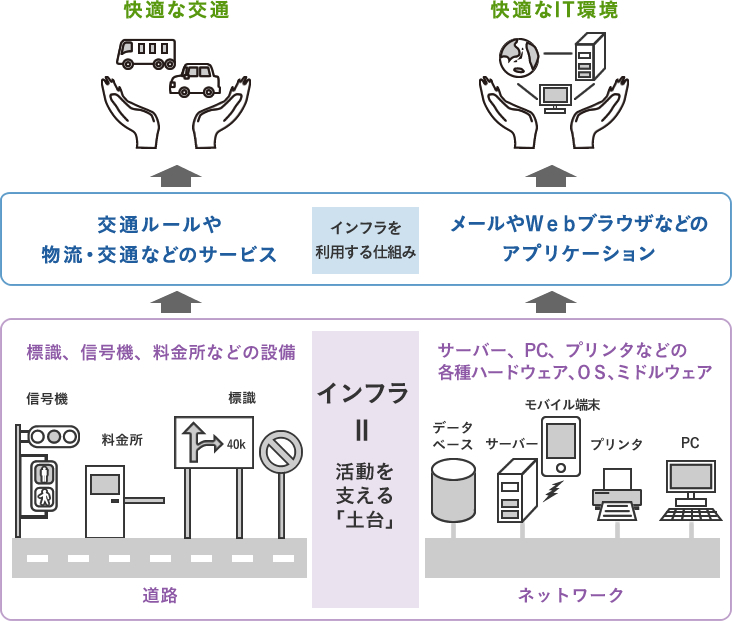 快適な交通
快適なIT環境
交通ルールや
物流・交通などのサービス
インフラを
利用する仕組み
メールやWebブラウザなどの
アプリケーション
標識、信号機、料金所などの設備
信号機
料金所
標識
40k
道路
インフラ
=
活動を
支える
「土台」
サーバー、PC、プリンタなどの
各種ハードウェア、OS、ミドルウェア
データ
ベース
サーバー
モバイル端末
プリンタ
PC
ネットワーク